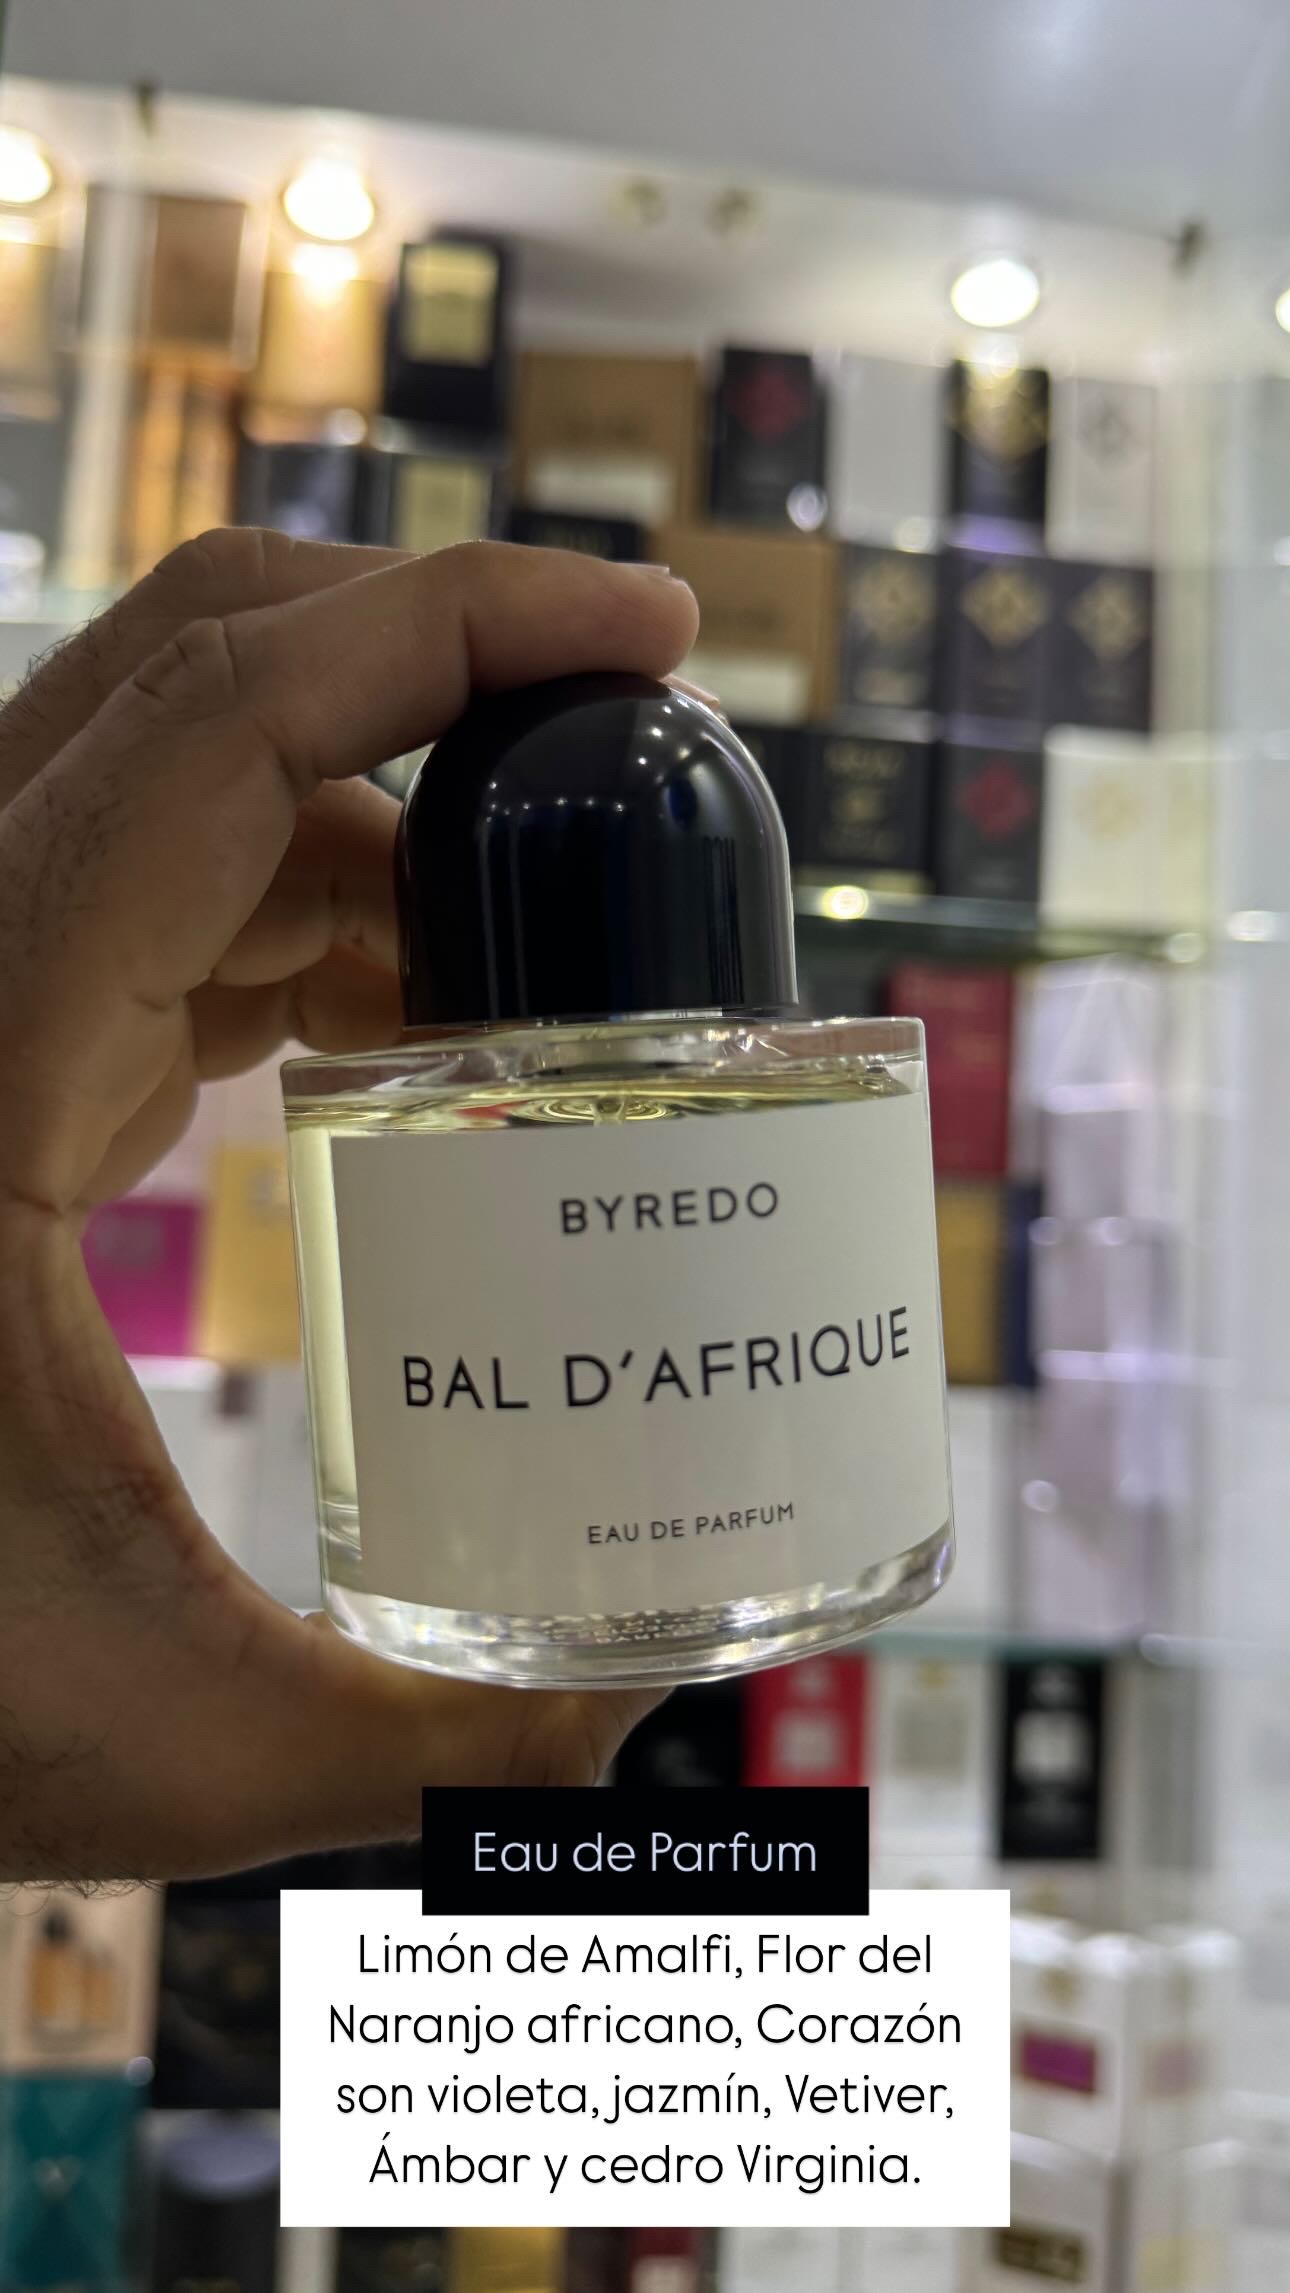 BYREDO
BAL D'AFRIQUE
EAU DE PARFUM
Eau de Parfum
Limón de Amalfi, Flor del
Naranjo africano, Corazón
son violeta, jazmín, Vetiver,
Ámbar y cedro Virginia.